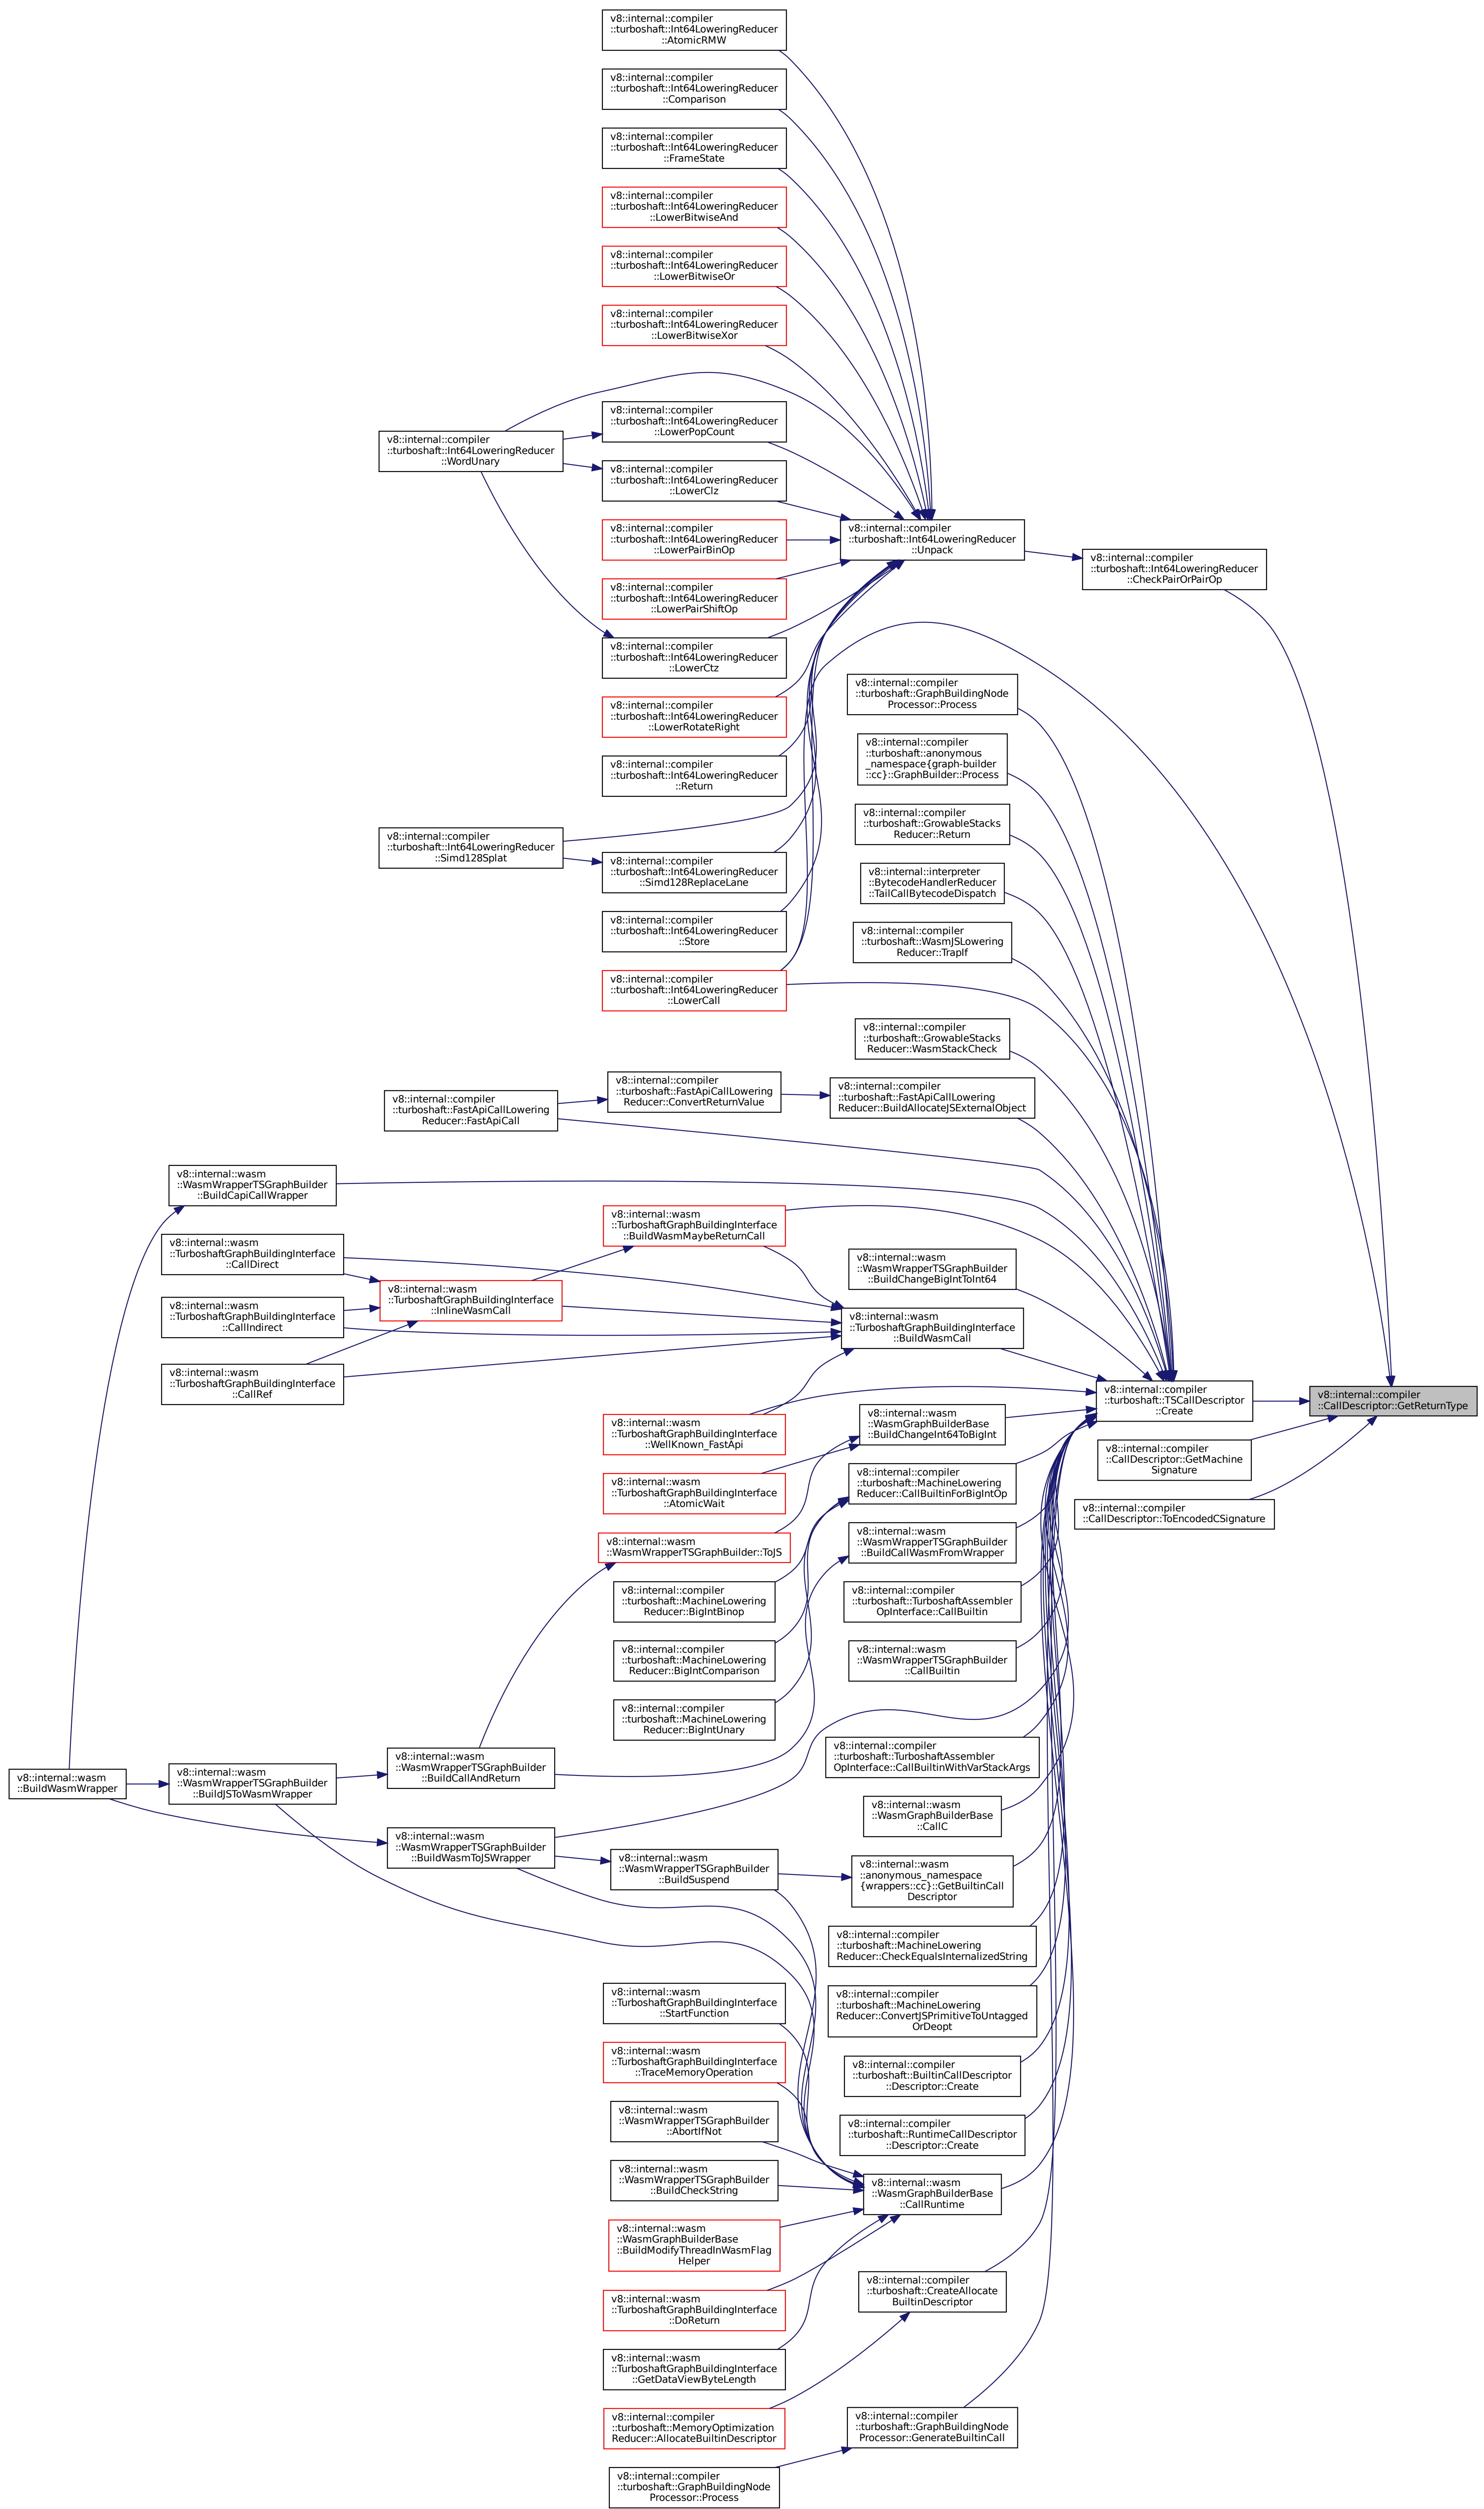 v8::internal::compiler
::turboshaft::Int64LoweringReducer
::AtomicRMW
v8::internal::compiler
::turboshaft::Int64LoweringReducer
::Comparison
v8::internal::compiler
::turboshaft::Int64LoweringReducer
::FrameState
v8::internal::compiler
::turboshaft::Int64LoweringReducer
::LowerBitwiseAnd
v8::internal::compiler
::turboshaft::Int64LoweringReducer
::LowerBitwiseOr
v8::internal::compiler
::turboshaft::Int64LoweringReducer
::LowerBitwiseXor
v8::internal::compiler
::turboshaft::Int64LoweringReducer
::LowerPopCount
v8::internal::compiler
::turboshaft::Int64LoweringReducer
::WordUnary
v8::internal::compiler
::turboshaft::Int64LoweringReducer
::LowerClz
v8::internal::compiler
::turboshaft::Int64LoweringReducer
::LowerPairBinOp
v8::internal::compiler
::turboshaft::Int64LoweringReducer
::Unpack
v8::internal::compiler
::turboshaft::Int64LoweringReducer
::CheckPairOrPairOp
v8::internal::compiler
::turboshaft::Int64LoweringReducer
::LowerPairShiftOp
v8::internal::compiler
::turboshaft::Int64LoweringReducer
::LowerCtz
v8::internal::compiler
::turboshaft::GraphBuildingNode
Processor::Process
v8::internal::compiler
::turboshaft::Int64LoweringReducer
::LowerRotateRight
v8::internal::compiler
::turboshaft::anonymous
_namespace{graph-builder
::cc}::GraphBuilder::Process
v8::internal::compiler
::turboshaft::Int64LoweringReducer
::Return
v8::internal::compiler
::turboshaft::GrowableStacks
Reducer::Return
v8::internal::compiler
::turboshaft::Int64LoweringReducer
::Simd128Splat
v8::internal::compiler
::turboshaft::Int64LoweringReducer
::Simd128ReplaceLane
v8::internal::interpreter
::BytecodeHandlerReducer
::TailCallBytecodeDispatch
v8::internal::compiler
::turboshaft::Int64LoweringReducer
::Store
v8::internal::compiler
::turboshaft::WasmJSLowering
Reducer::TrapIf
v8::internal::compiler
::turboshaft::Int64LoweringReducer
::LowerCall
v8::internal::compiler
::turboshaft::GrowableStacks
Reducer::WasmStackCheck
v8::internal::compiler
::turboshaft::FastApiCallLowering
Reducer::FastApiCall
v8::internal::compiler
::turboshaft::FastApiCallLowering
Reducer::ConvertReturnValue
v8::internal::compiler
::turboshaft::FastApiCallLowering
Reducer::BuildAllocateJSExternalObject
v8::internal::wasm
::WasmWrapperTSGraphBuilder
::BuildCapiCallWrapper
v8::internal::wasm
::TurboshaftGraphBuildingInterface
::BuildWasmMaybeReturnCall
v8::internal::wasm
::TurboshaftGraphBuildingInterface
::CallDirect
v8::internal::wasm
::WasmWrapperTSGraphBuilder
::BuildChangeBigIntToInt64
v8::internal::wasm
::TurboshaftGraphBuildingInterface
::InlineWasmCall
v8::internal::wasm
::TurboshaftGraphBuildingInterface
::CallIndirect
v8::internal::wasm
::TurboshaftGraphBuildingInterface
::BuildWasmCall
v8::internal::wasm
::TurboshaftGraphBuildingInterface
::CallRef
v8::internal::compiler
::turboshaft::TSCallDescriptor
::Create
v8::internal::compiler
::CallDescriptor::GetReturnType
v8::internal::wasm
::TurboshaftGraphBuildingInterface
::WellKnown_FastApi
v8::internal::wasm
::WasmGraphBuilderBase
::BuildChangeInt64ToBigInt
v8::internal::compiler
::CallDescriptor::GetMachine
Signature
v8::internal::wasm
::TurboshaftGraphBuildingInterface
::AtomicWait
v8::internal::compiler
::turboshaft::MachineLowering
Reducer::CallBuiltinForBigIntOp
v8::internal::compiler
::CallDescriptor::ToEncodedCSignature
v8::internal::wasm
::WasmWrapperTSGraphBuilder::ToJS
v8::internal::wasm
::WasmWrapperTSGraphBuilder
::BuildCallWasmFromWrapper
v8::internal::compiler
::turboshaft::MachineLowering
Reducer::BigIntBinop
v8::internal::compiler
::turboshaft::TurboshaftAssembler
OpInterface::CallBuiltin
v8::internal::compiler
::turboshaft::MachineLowering
Reducer::BigIntComparison
v8::internal::wasm
::WasmWrapperTSGraphBuilder
::CallBuiltin
v8::internal::compiler
::turboshaft::MachineLowering
Reducer::BigIntUnary
v8::internal::compiler
::turboshaft::TurboshaftAssembler
OpInterface::CallBuiltinWithVarStackArgs
v8::internal::wasm
::BuildWasmWrapper
v8::internal::wasm
::WasmWrapperTSGraphBuilder
::BuildJSToWasmWrapper
v8::internal::wasm
::WasmWrapperTSGraphBuilder
::BuildCallAndReturn
v8::internal::wasm
::WasmGraphBuilderBase
::CallC
v8::internal::wasm
::WasmWrapperTSGraphBuilder
::BuildWasmToJSWrapper
v8::internal::wasm
::WasmWrapperTSGraphBuilder
::BuildSuspend
v8::internal::wasm
::anonymous_namespace
{wrappers::cc}::GetBuiltinCall
Descriptor
v8::internal::compiler
::turboshaft::MachineLowering
Reducer::CheckEqualsInternalizedString
v8::internal::wasm
::TurboshaftGraphBuildingInterface
::StartFunction
v8::internal::compiler
::turboshaft::MachineLowering
Reducer::ConvertJSPrimitiveToUntagged
OrDeopt
v8::internal::wasm
::TurboshaftGraphBuildingInterface
::TraceMemoryOperation
v8::internal::compiler
::turboshaft::BuiltinCallDescriptor
::Descriptor::Create
v8::internal::wasm
::WasmWrapperTSGraphBuilder
::AbortIfNot
v8::internal::compiler
::turboshaft::RuntimeCallDescriptor
::Descriptor::Create
v8::internal::wasm
::WasmWrapperTSGraphBuilder
::BuildCheckString
v8::internal::wasm
::WasmGraphBuilderBase
::CallRuntime
v8::internal::wasm
::WasmGraphBuilderBase
::BuildModifyThreadInWasmFlag
Helper
v8::internal::wasm
::TurboshaftGraphBuildingInterface
::DoReturn
v8::internal::compiler
::turboshaft::CreateAllocate
BuiltinDescriptor
v8::internal::wasm
::TurboshaftGraphBuildingInterface
::GetDataViewByteLength
v8::internal::compiler
::turboshaft::MemoryOptimization
Reducer::AllocateBuiltinDescriptor
v8::internal::compiler
::turboshaft::GraphBuildingNode
Processor::GenerateBuiltinCall
v8::internal::compiler
::turboshaft::GraphBuildingNode
Processor::Process